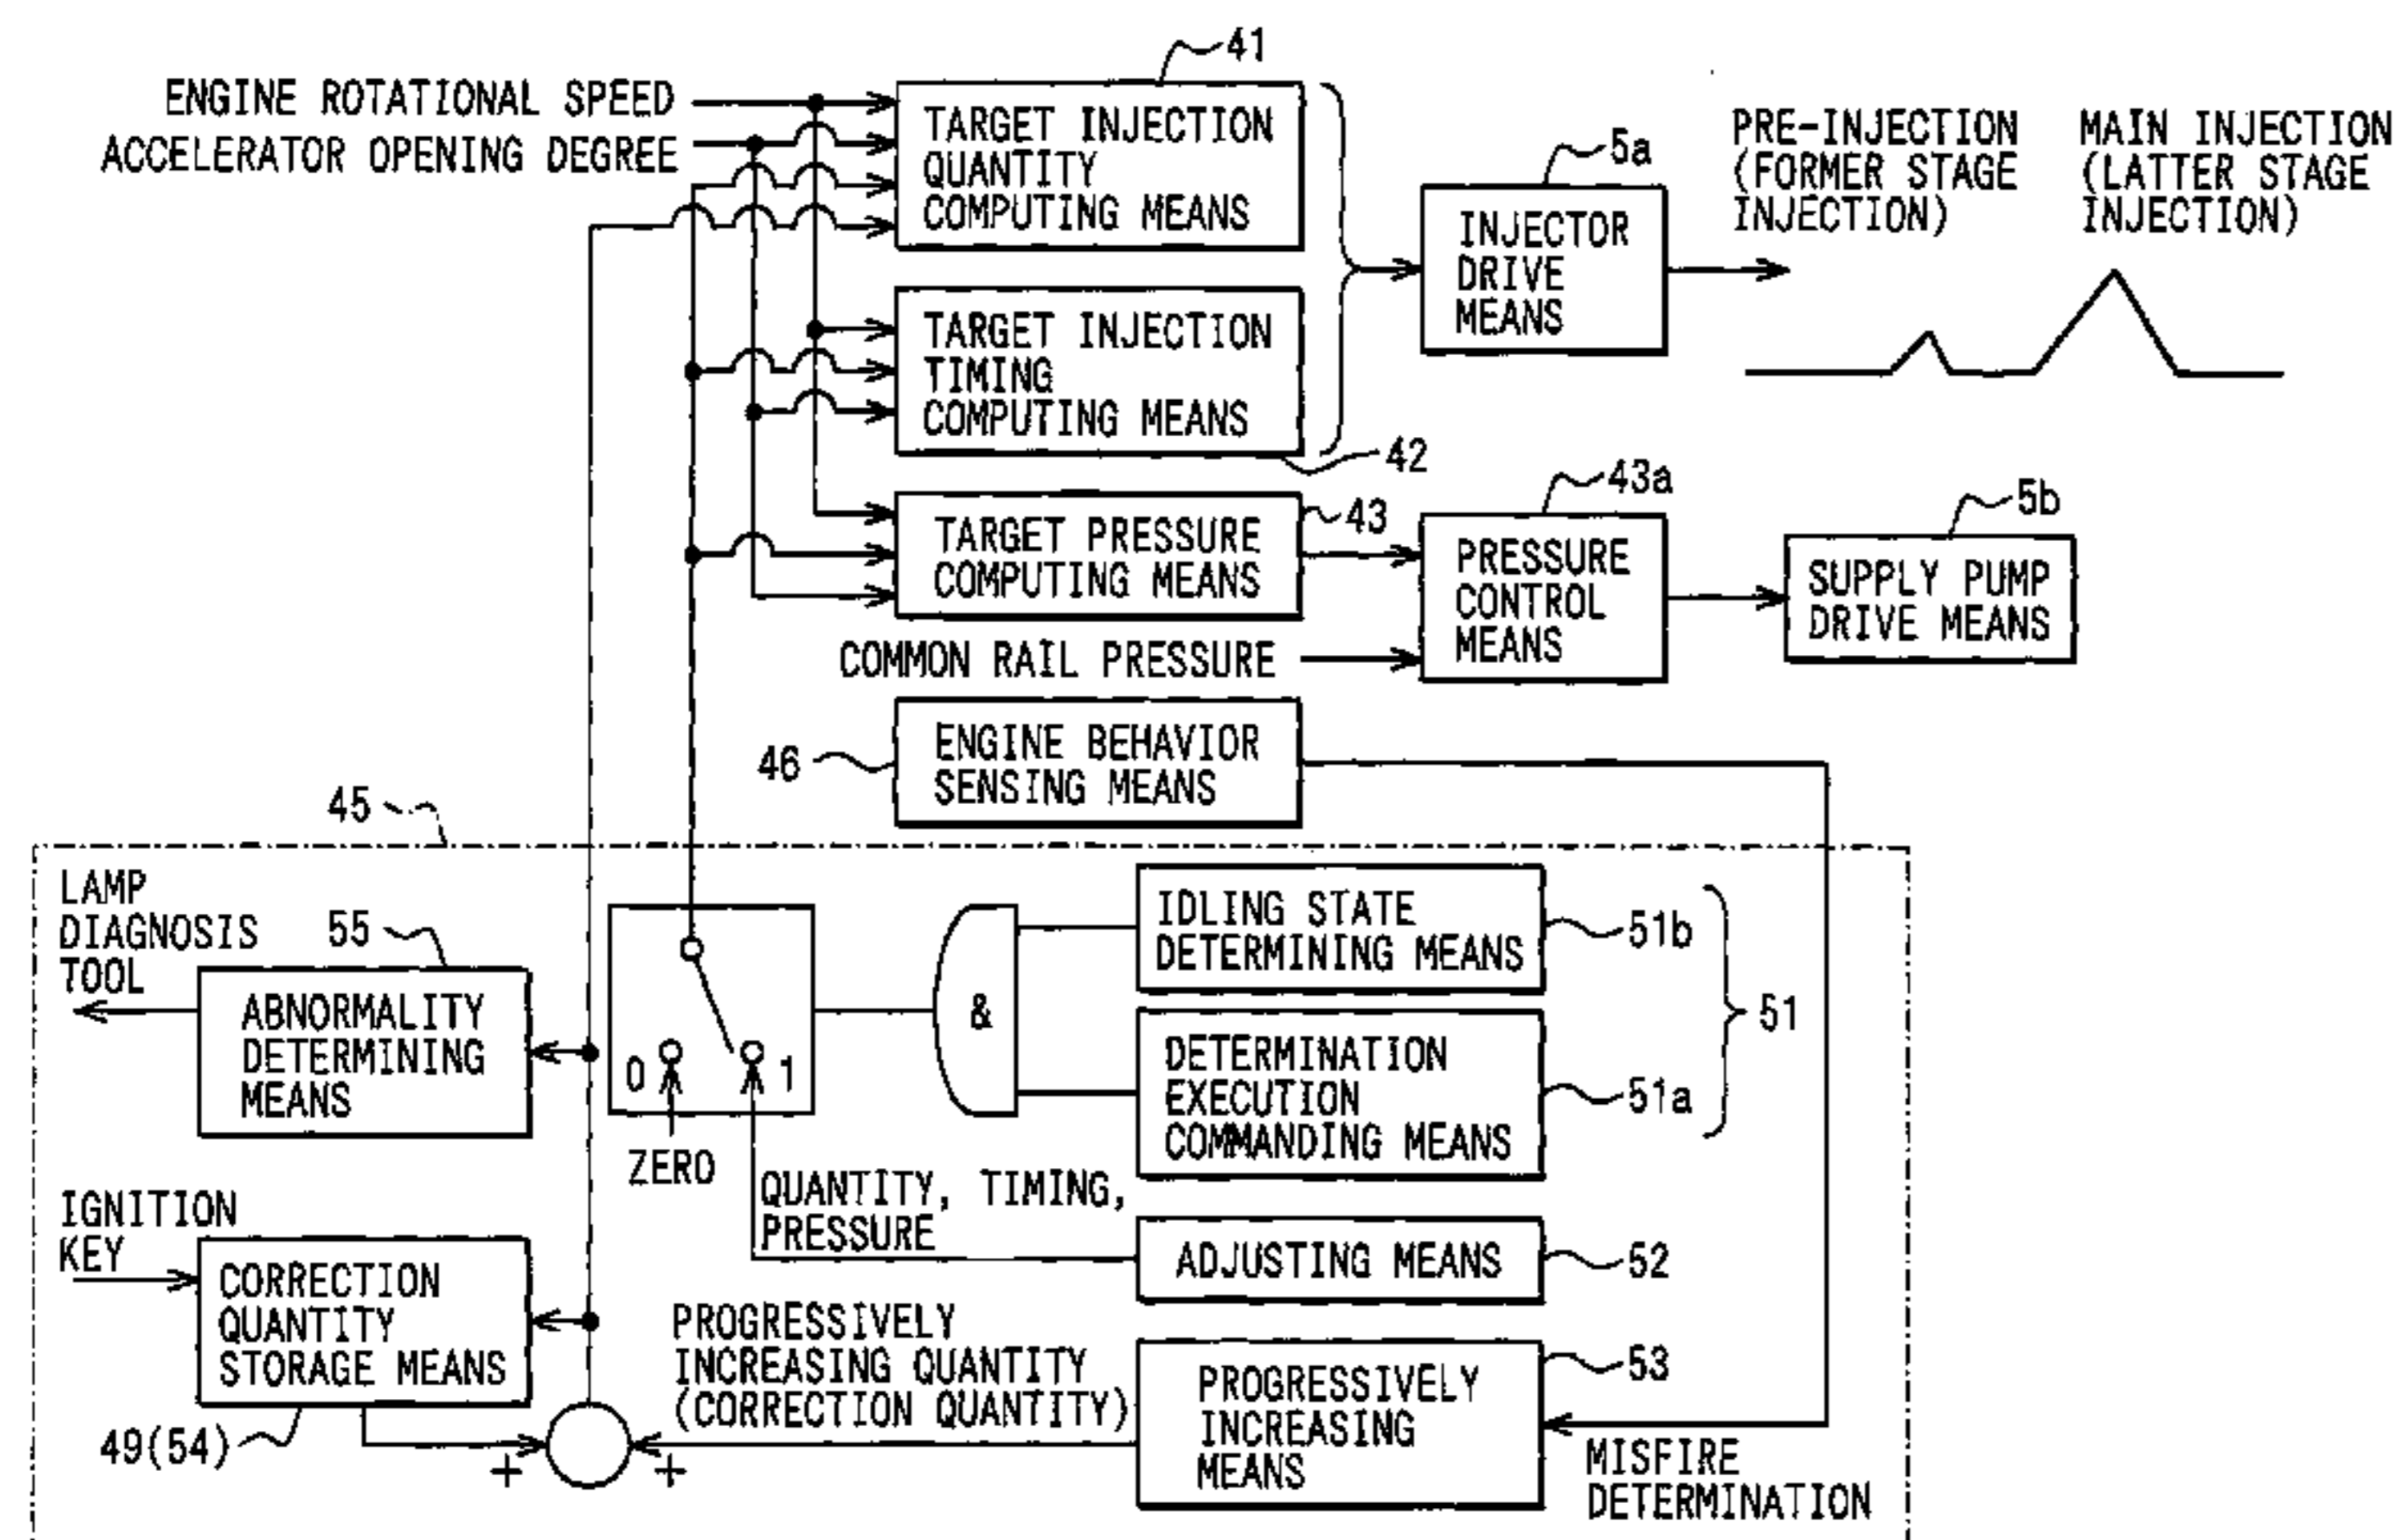 41
ENGINE ROTATIONAL SPEED
ACCELERATOR OPENING DEGREE
TARGET INJECTION
QUANTITY
COMPUTING MEANS
5a
INJECTOR
DRIVE
MEANS
PRE-INJECTION
(FORMER STAGE
INJECTION)
MAIN INJECTION
(LATTER STAGE
INJECTION)
TARGET INJECTION
TIMING
COMPUTING MEANS
42
TARGET PRESSURE
COMPUTING MEANS
43
43a
PRESSURE
CONTROL
MEANS
5b
SUPPLY PUMP
DRIVE MEANS
COMMON RAIL PRESSURE
46
ENGINE BEHAVIOR
SENSING MEANS
45
LAMP
DIAGNOSIS
TOOL
55
ABNORMALITY
DETERMINING
MEANS
0
1
ZERO
&
IDLING STATE
DETERMINING MEANS
51b
DETERMINATION
EXECUTION
COMMANDING MEANS
51a
51
QUANTITY, TIMING,
PRESSURE
ADJUSTING MEANS
52
IGNITION
KEY
CORRECTION
QUANTITY
STORAGE MEANS
49(54)
+
+
PROGRESSIVELY
INCREASING QUANTITY
(CORRECTION QUANTITY)
PROGRESSIVELY
INCREASING
MEANS
53
MISFIRE
DETERMINATION